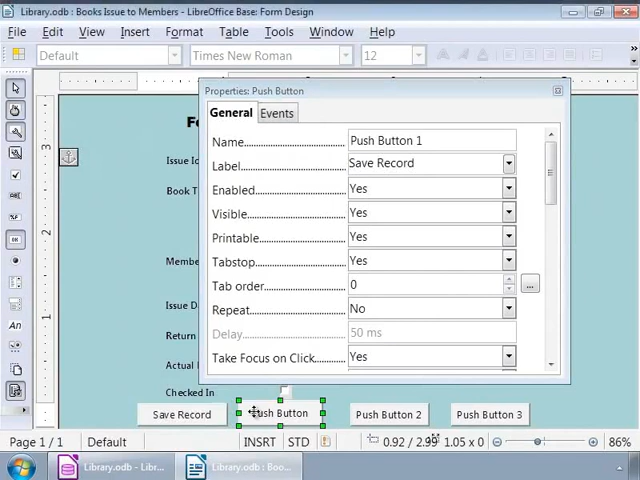 Library.odb : Books Issue to Members - LibreOffice Base: Form Design
File Edit View Insert Format Table Tools Window Help
Default Times New Roman 12
Properties: Push Button
General Events
Name Push Button 1
Label Save Record
Enabled Yes
Visible Yes
Printable Yes
Tabstop Yes
Tab order 0 ...
Repeat No
Delay 50 ms
Take Focus on Click Yes
Book T
Membe
Issue Da
Return
Actual
Checked In
Save Record Push Button Push Button 2 Push Button 3
Page 1 / 1 Default INSRT STD 0.92 / 2.99 1.05 x 0 86%
Library.odb - Libr... Library.odb : Boo...
3
2
1